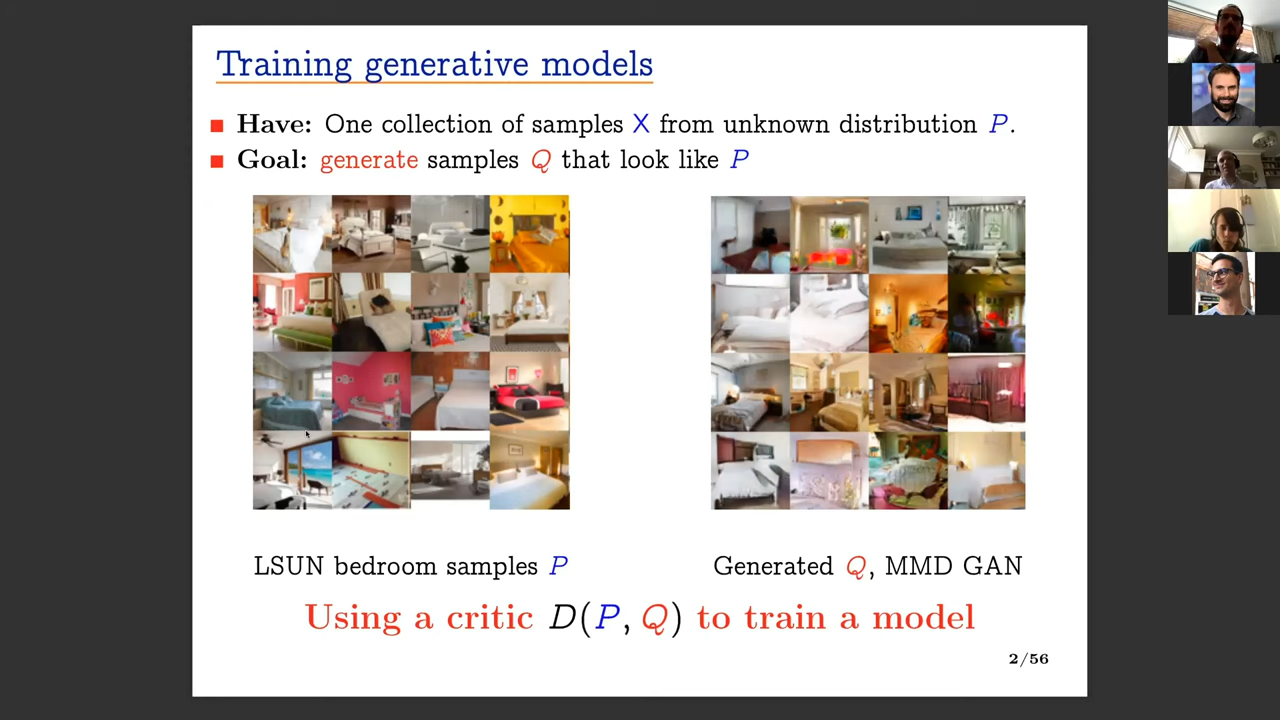 Training generative models
Have: One collection of samples X from unknown distribution P.
Goal: generate samples Q that look like P
LSUN bedroom samples P
Generated Q, MMD GAN
Using a critic D(P, Q) to train a model
2/56